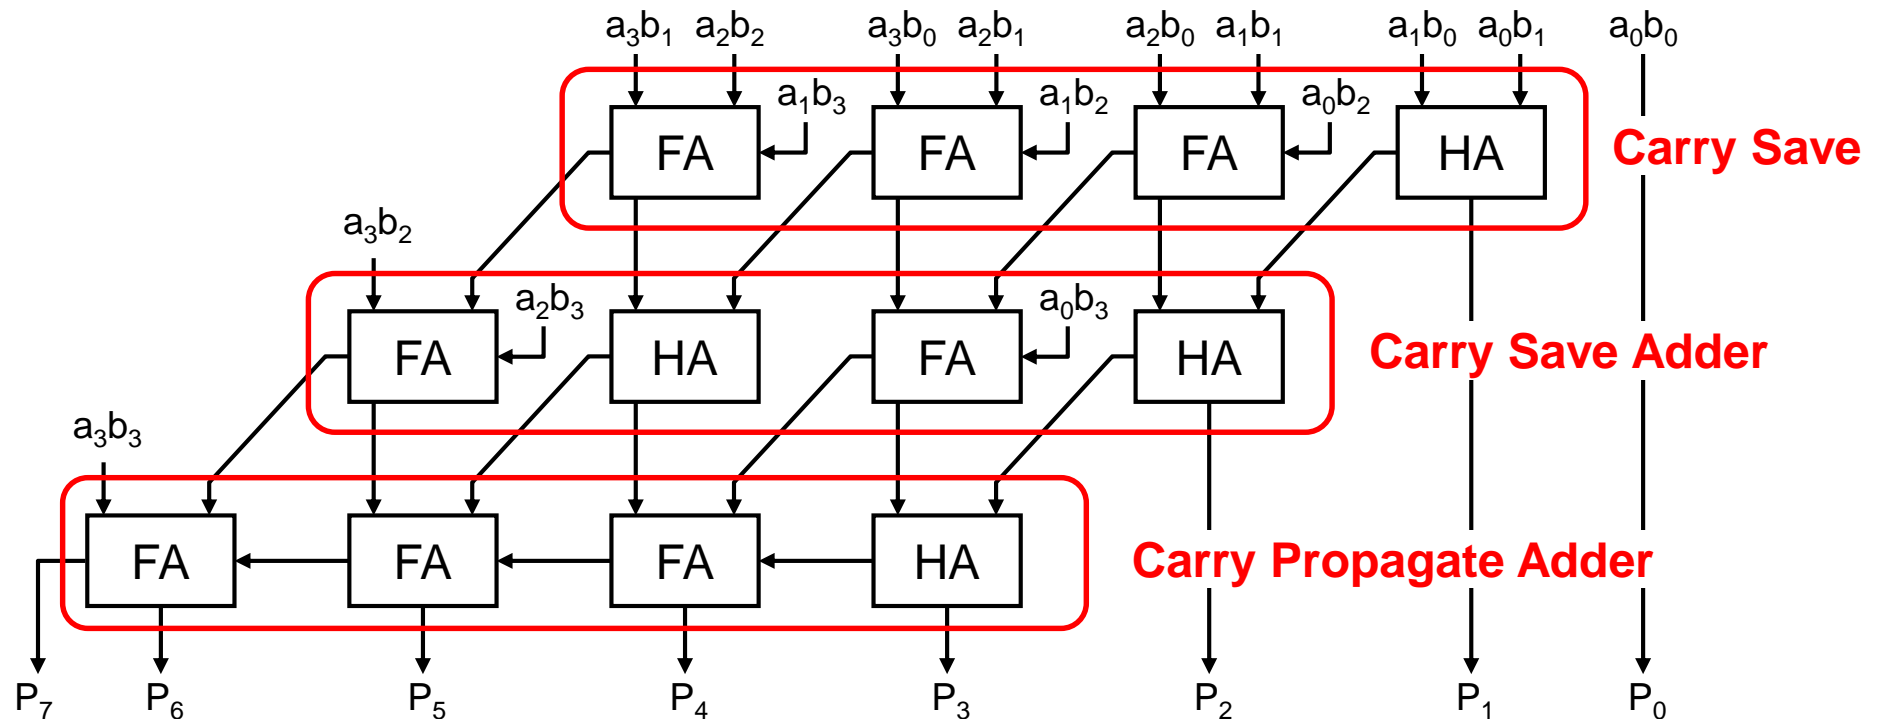 a₃b₁ a₂b₂ a₃b₀ a₂b₁ a₂b₀ a₁b₁ a₁b₀ a₀b₁ a₀b₀
a₁b₃ a₁b₂ a₀b₂
FA FA FA HA Carry Save
a₃b₂
a₂b₃ a₀b₃
FA HA FA HA Carry Save Adder
a₃b₃
FA FA FA HA Carry Propagate Adder
P₇ P₆ P₅ P₄ P₃ P₂ P₁ P₀